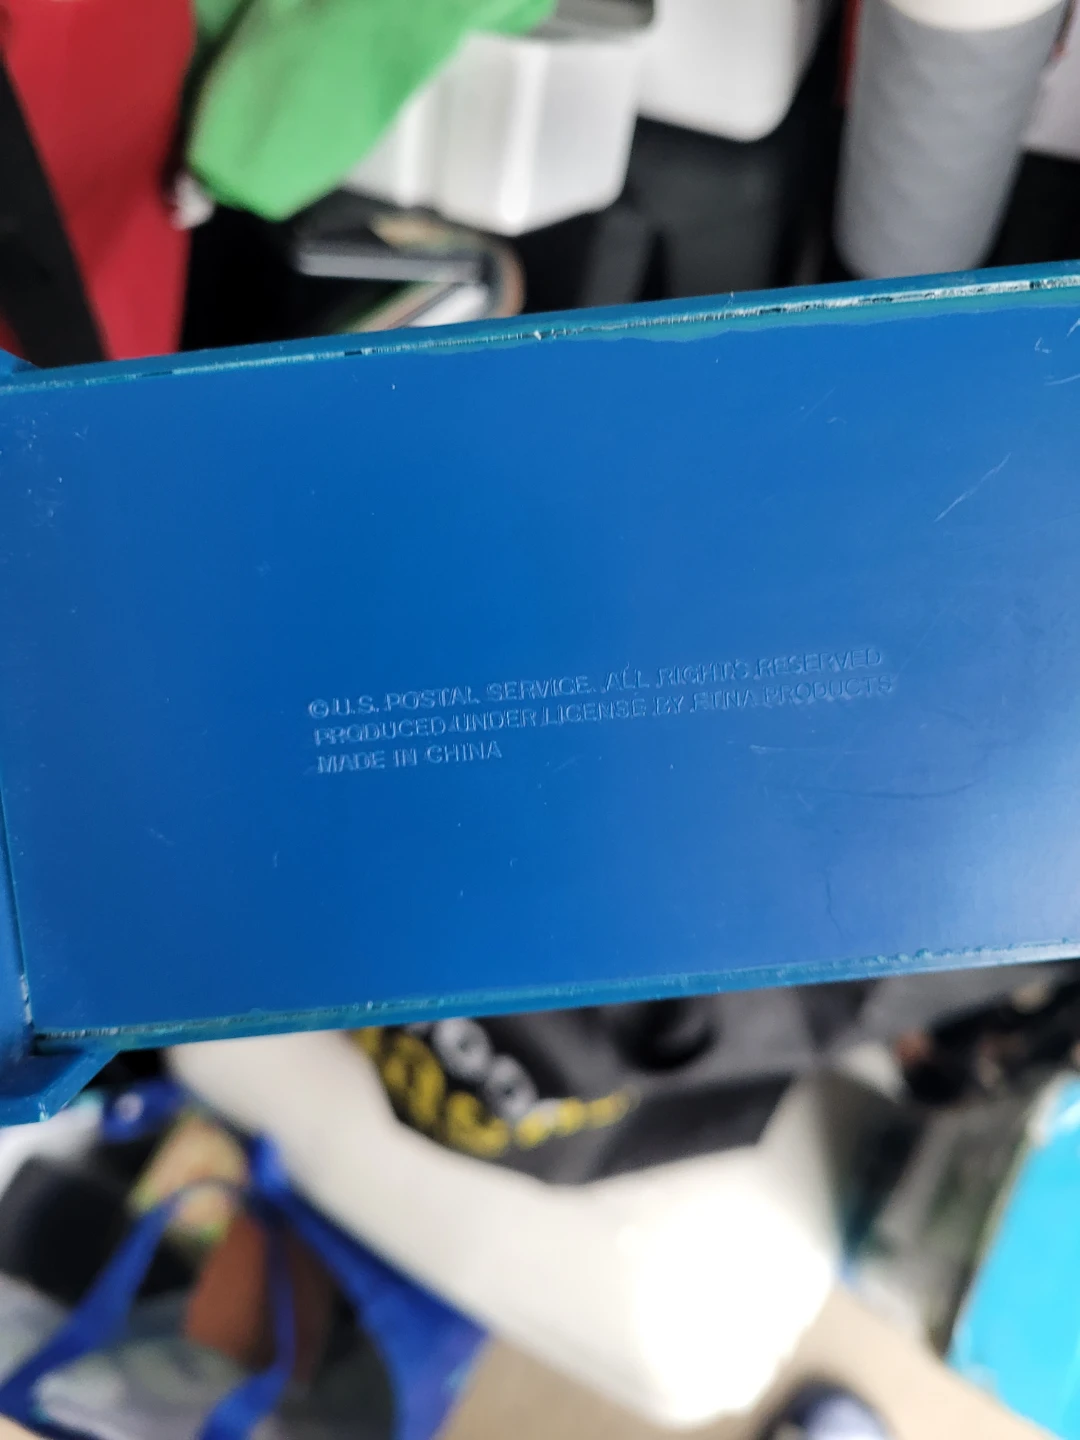 ©U.S. POSTAL SERVICE. ALL RIGHTS RESERVED
PRODUCED UNDER LICENSE BY PRODUCTS
MADE IN CHINA